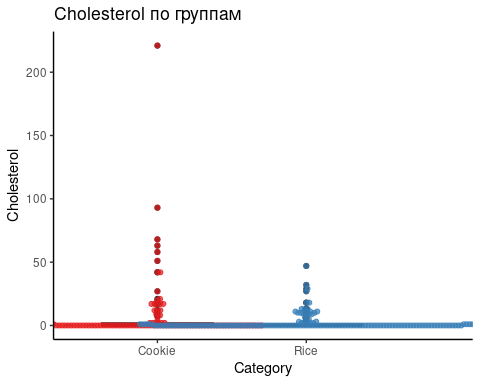 Cholesterol по группам
200
150
100
50
0
Cholesterol
Cookie
Rice
Category